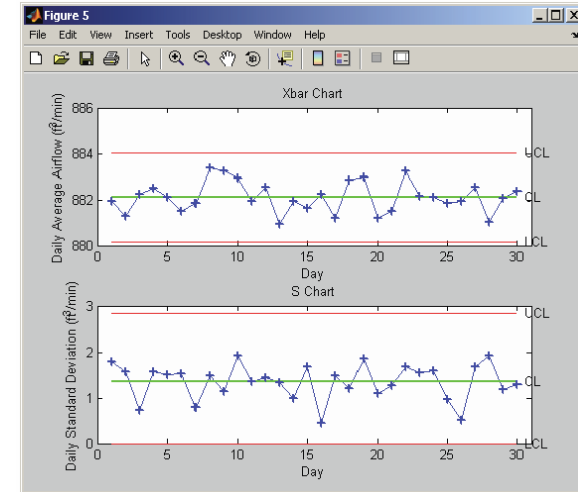 Figure 5
File Edit View Insert Tools Desktop Window Help
Xbar Chart
Daily Average Airflow (ft³/min)
886
884
882
880
UCL
CL
LCL
0 5 10 15 20 25 30
Day
S Chart
Daily Standard Deviation (ft³/min)
3
2
1
0
UCL
CL
LCL
0 5 10 15 20 25 30
Day